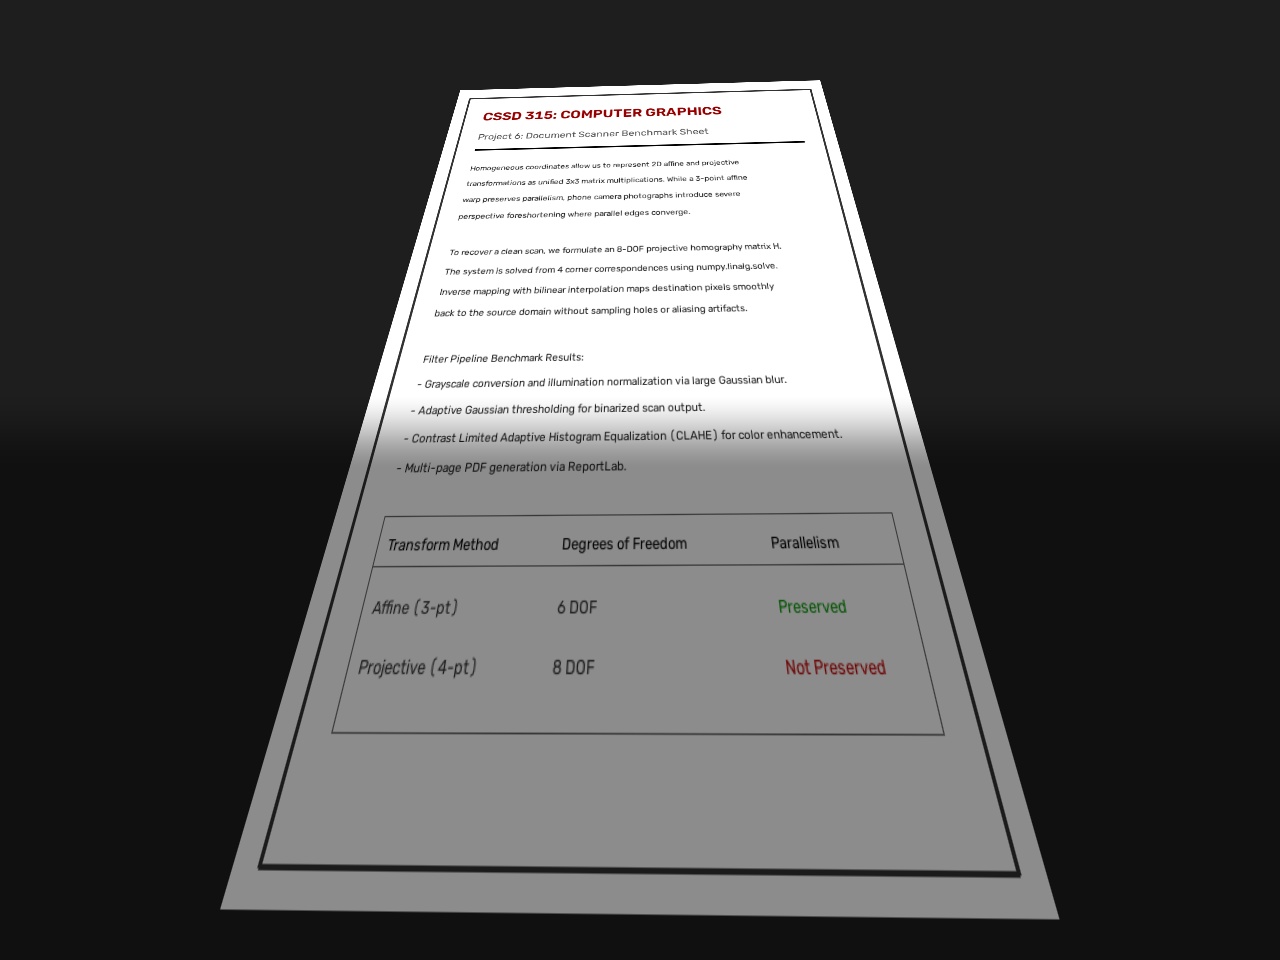 CSSD 315: COMPUTER GRAPHICS
Project 6: Document Scanner Benchmark Sheet
Homogeneous coordinates allow us to represent 2D affine and projective
transformations as unified 3x3 matrix multiplications. While a 3-point affine
warp preserves parallelism, phone camera photographs introduce severe
perspective foreshortening where parallel edges converge.
To recover a clean scan, we formulate an 8-DOF projective homography matrix H.
The system is solved from 4 corner correspondences using numpy.linalg.solve.
Inverse mapping with bilinear interpolation maps destination pixels smoothly
back to the source domain without sampling holes or aliasing artifacts.
Filter Pipeline Benchmark Results:
- Grayscale conversion and illumination normalization via large Gaussian blur.
- Adaptive Gaussian thresholding for binarized scan output.
- Contrast Limited Adaptive Histogram Equalization (CLAHE) for color enhancement.
- Multi-page PDF generation via ReportLab.
Transform Method Degrees of Freedom Parallelism
Affine (3-pt) 6 DOF Preserved
Projective (4-pt) 8 DOF Not Preserved